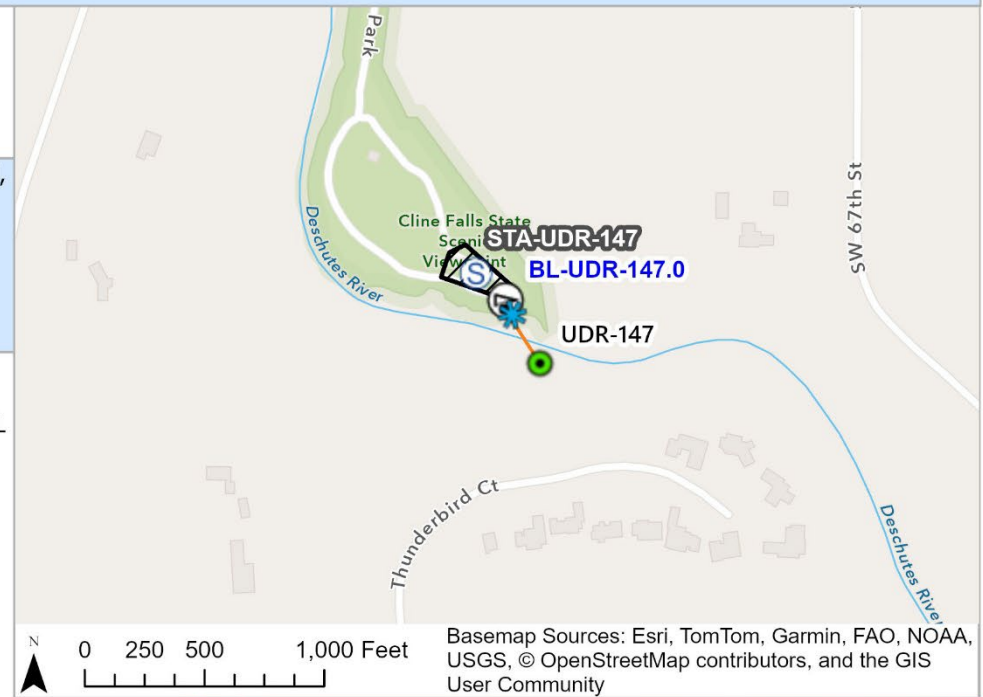 Park
Cline Falls State
Scenic
Viewpoint
S
STA-UDR-147
BL-UDR-147.0
UDR-147
Deschutes River
SW 67th St
Thunderbird Ct
Deschutes River
N
0 250 500 1,000 Feet
Basemap Sources: Esri, TomTom, Garmin, FAO, NOAA,
USGS, © OpenStreetMap contributors, and the GIS
User Community